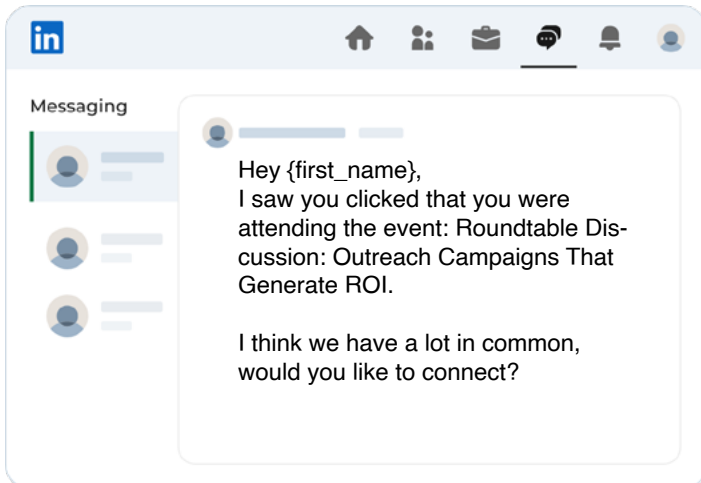 in
Messaging
Hey {first_name},
I saw you clicked that you were
attending the event: Roundtable Dis-
cussion: Outreach Campaigns That
Generate ROI.
I think we have a lot in common,
would you like to connect?